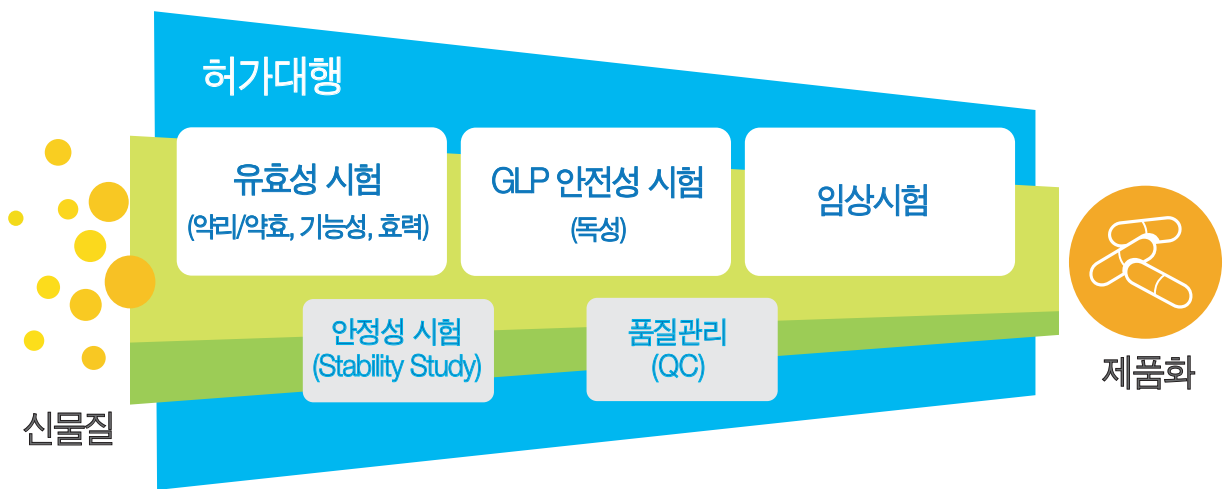 허가대행
유효성 시험
(약리/약효, 기능성, 효력)
GLP 안전성 시험
(독성)
임상시험
안정성 시험
(Stability Study)
품질관리
(QC)
신물질
제품화